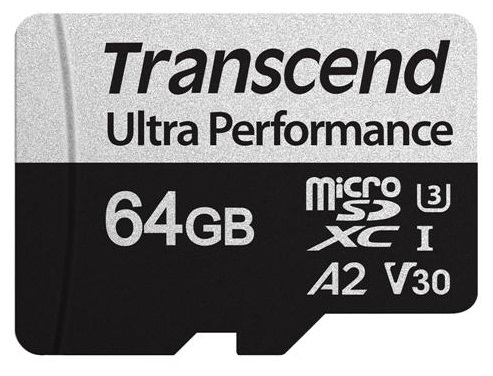 Transcend
Ultra Performance
64GB
micro
SD
XC I
U3
A2 V30